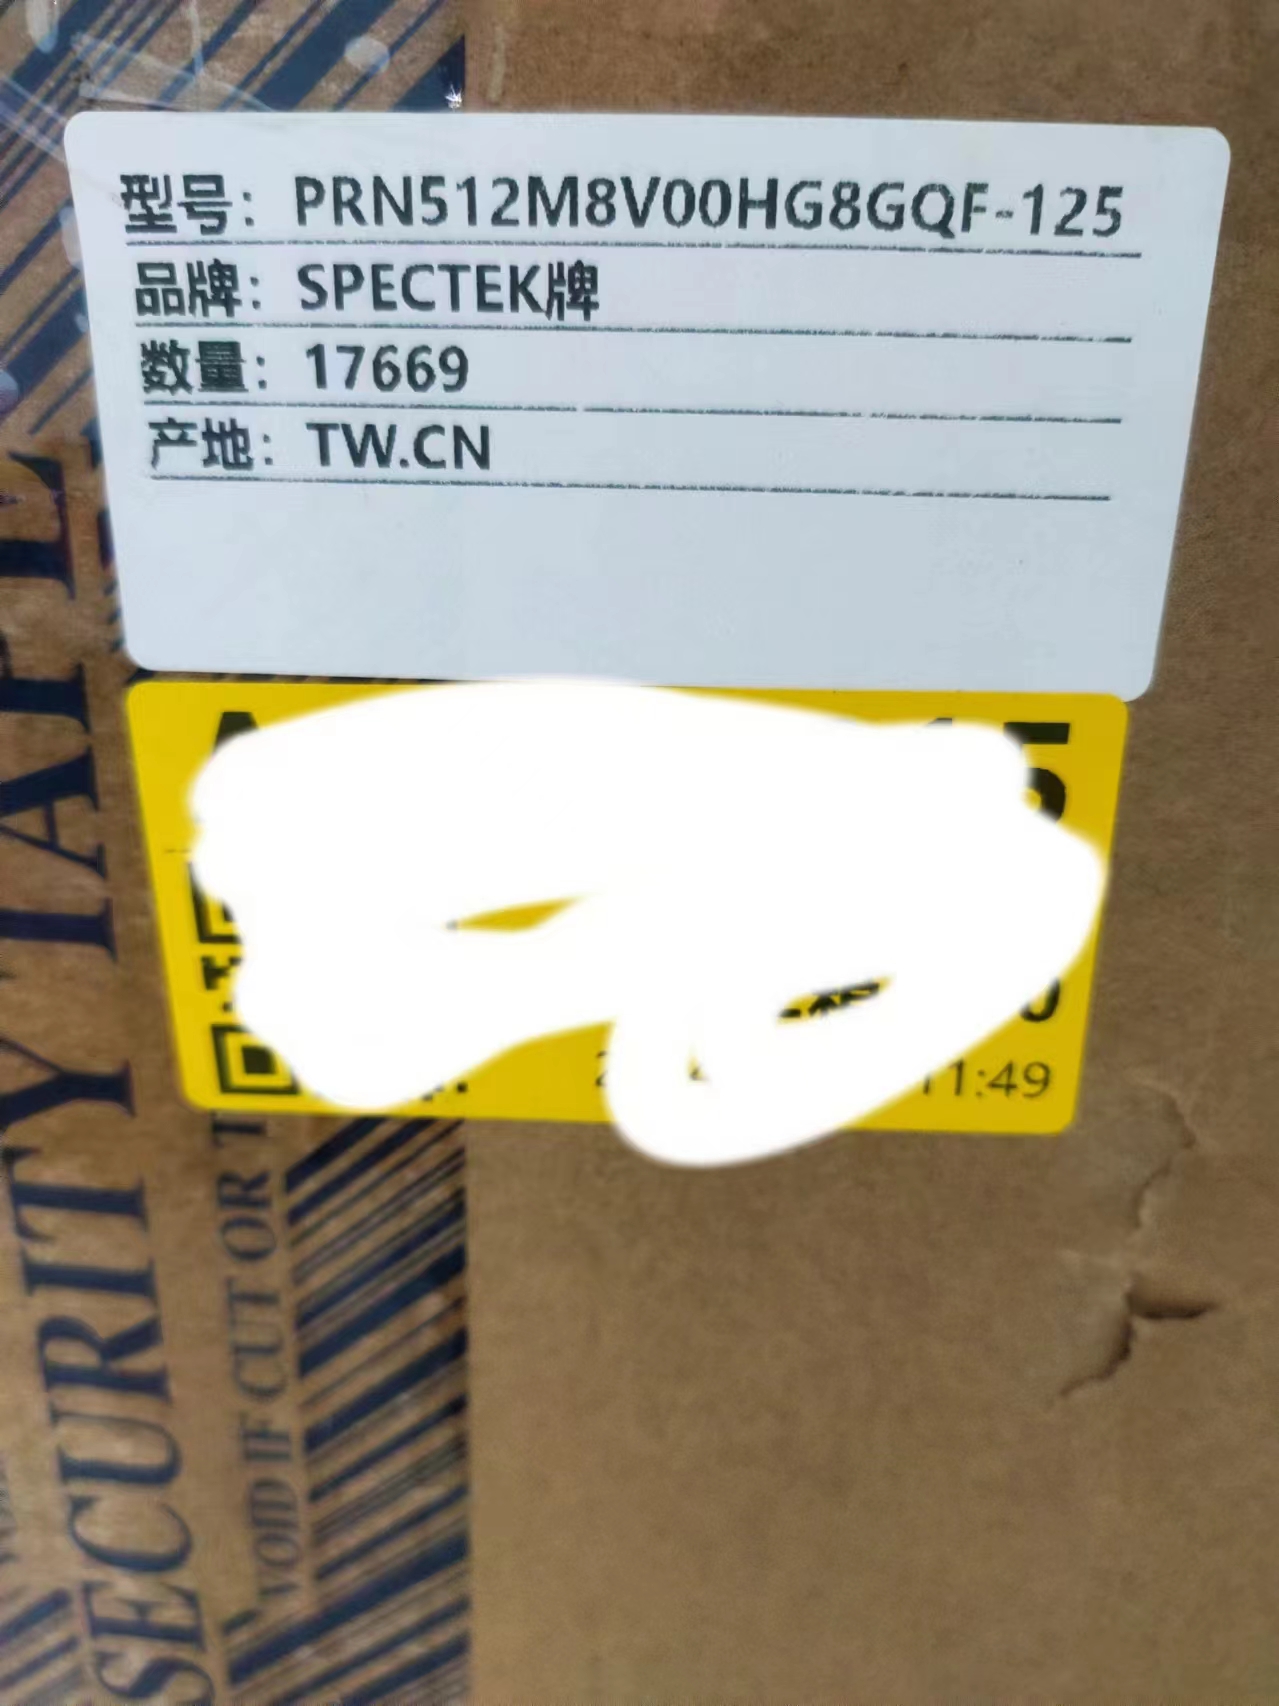 型号：PRN512M8V00HG8GQF-125
品牌：SPECTEK牌
数量：17669
产地：TW.CN
11:49
SECURITY TAPE
VOID IF CUT OR T